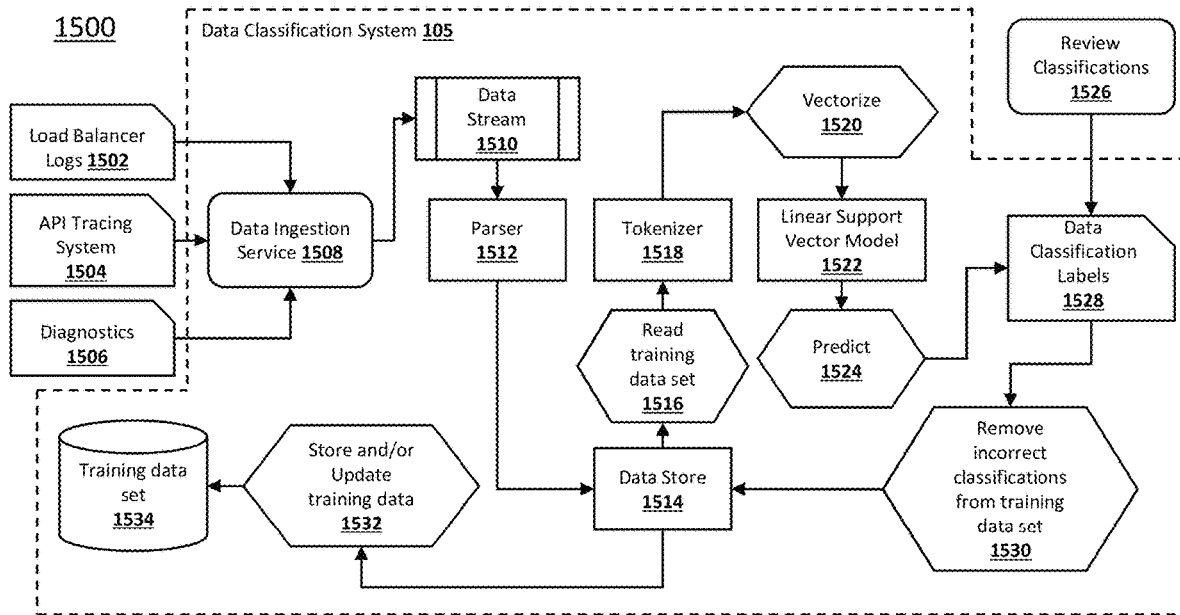 1500
Data Classification System 105
Review
Classifications
1526
Data
Stream
1510
Vectorize
1520
Load Balancer
Logs 1502
API Tracing
System
1504
Data Ingestion
Service 1508
Parser
1512
Tokenizer
1518
Linear Support
Vector Model
1522
Data
Classification
Labels
1528
Diagnostics
1506
Read
training
data set
1516
Predict
1524
Training data
set
1534
Store and/or
Update
training data
1532
Data Store
1514
Remove
incorrect
classifications
from training
data set
1530